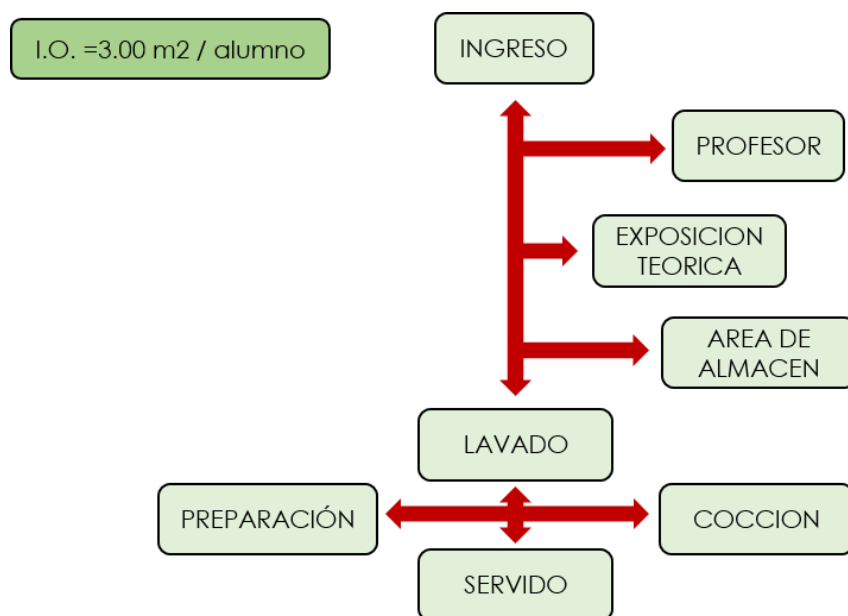 I.O. =3.00 m2 / alumno
INGRESO
PROFESOR
EXPOSICION
TEORICA
AREA DE
ALMACEN
LAVADO
PREPARACIÓN
COCCION
SERVIDO